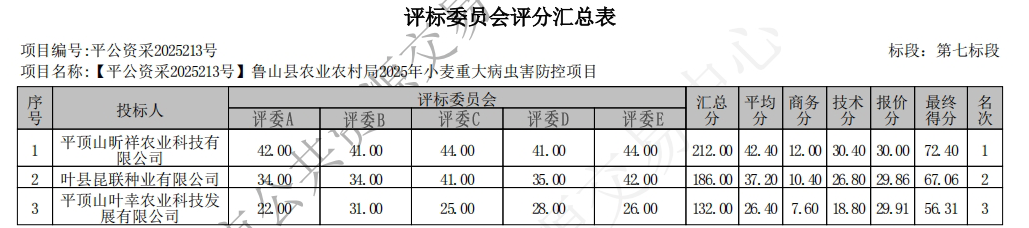 评标委员会评分汇总表
项目编号:平公资采2025213号 标段: 第七标段
项目名称:【平公资采2025213号】鲁山县农业农村局2025年小麦重大病虫害防控项目
序号 投标人 评标委员会 汇总分 平均分 商务分 技术分 报价分 最终得分 名次
评委A 评委B 评委C 评委D 评委E
1 平顶山昕祥农业科技有限公司 42.00 41.00 44.00 41.00 44.00 212.00 42.40 12.00 30.40 30.00 72.40 1
2 叶县昆联种业有限公司 34.00 34.00 41.00 35.00 42.00 186.00 37.20 10.40 26.80 29.86 67.06 2
3 平顶山叶幸农业科技发展有限公司 22.00 31.00 25.00 28.00 26.00 132.00 26.40 7.60 18.80 29.91 56.31 3